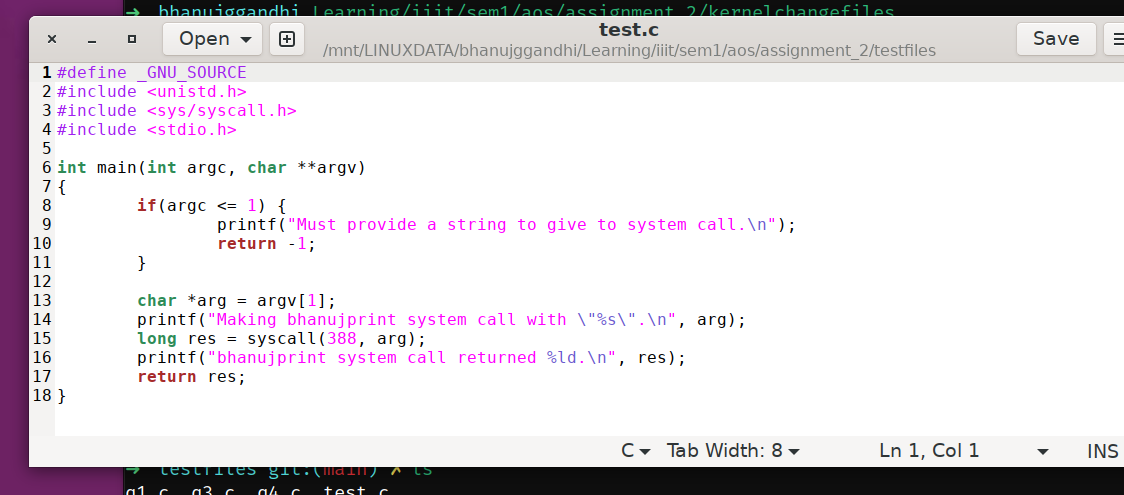 ➜ bhanujggandhi Learning/iiit/sem1/aos/assignment_2/kernelchangefiles
Open
test.c
/mnt/LINUXDATA/bhanujggandhi/Learning/iiit/sem1/aos/assignment_2/testfiles
Save
1 #define _GNU_SOURCE
2 #include <unistd.h>
3 #include <sys/syscall.h>
4 #include <stdio.h>
5
6 int main(int argc, char **argv)
7 {
8         if(argc <= 1) {
9                 printf("Must provide a string to give to system call.\n");
10                 return -1;
11         }
12
13         char *arg = argv[1];
14         printf("Making bhanujprint system call with \"%s\".\n", arg);
15         long res = syscall(388, arg);
16         printf("bhanujprint system call returned %ld.\n", res);
17         return res;
18 }
C Tab Width: 8 Ln 1, Col 1 INS
➜ testfiles git:(main) ✗ ls
q1.c q3.c q4.c test.c